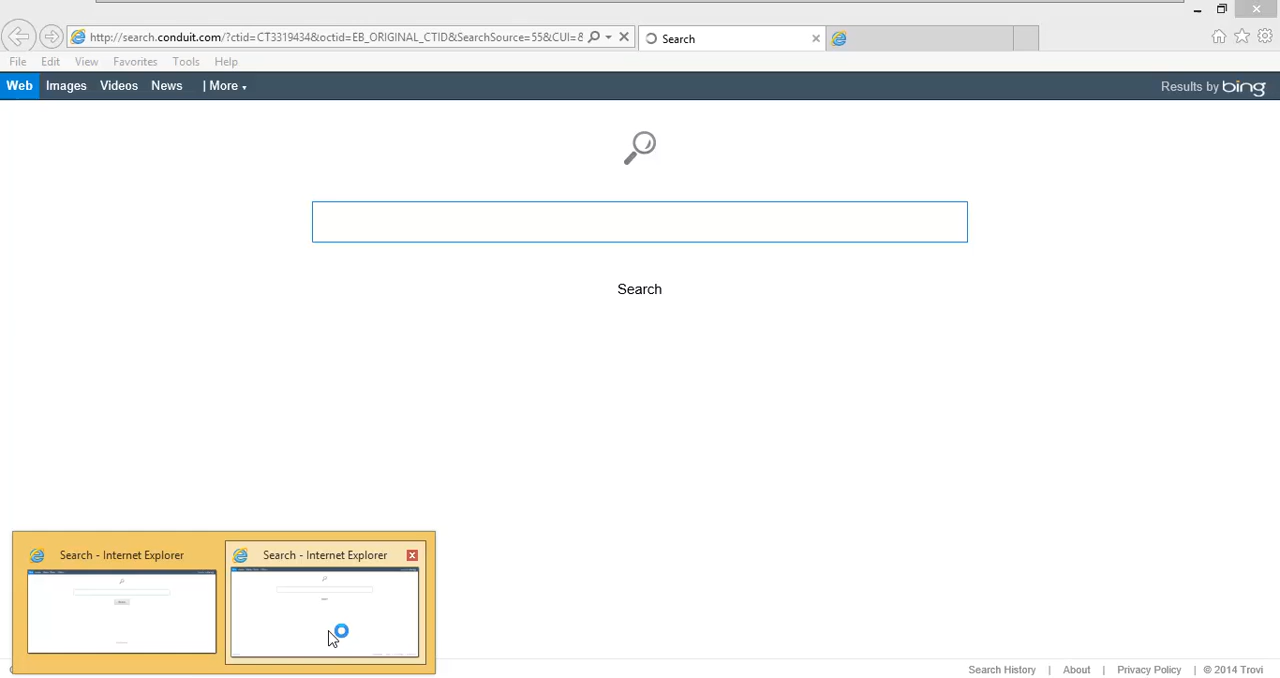 http://search.conduit.com/?ctid=CT3319434&octid=EB_ORIGINAL_CTID&SearchSource=55&CUI=&
Search
File Edit View Favorites Tools Help
Web Images Videos News | More
Results by bing
Search
Search - Internet Explorer
Search - Internet Explorer
Search History | About | Privacy Policy | © 2014 Trovi